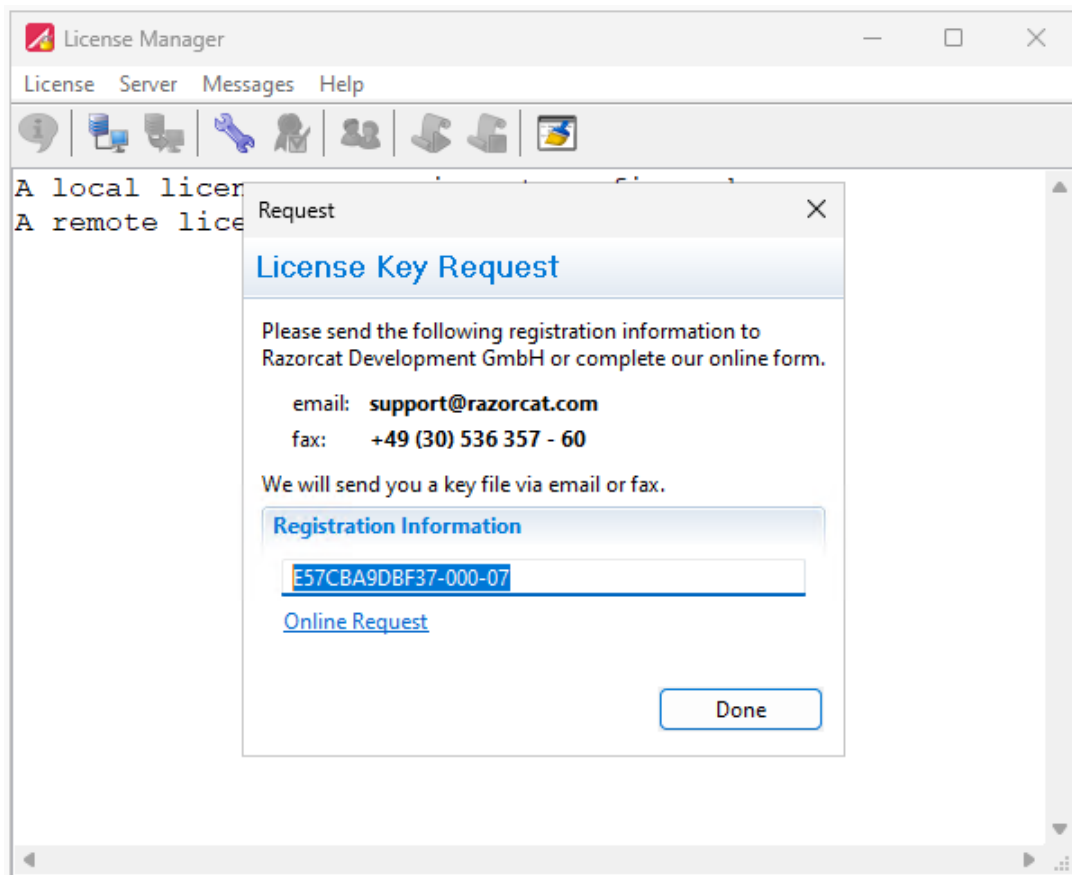 License Manager
License Server Messages Help
A local licen
A remote lice
Request
License Key Request
Please send the following registration information to
Razorcat Development GmbH or complete our online form.
email: support@razorcat.com
fax: +49 (30) 536 357 - 60
We will send you a key file via email or fax.
Registration Information
E57CBA9DBF37-000-07
Online Request
Done